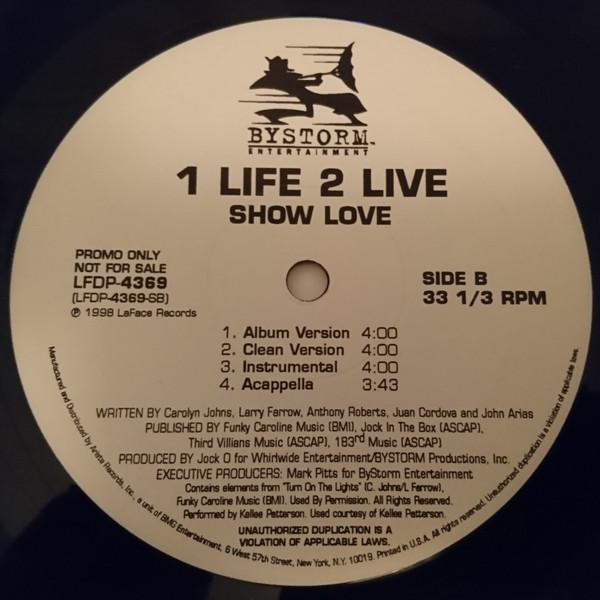 BYSTORM™
ENTERTAINMENT
1 LIFE 2 LIVE
SHOW LOVE
PROMO ONLY
NOT FOR SALE
LFDP-4369
(LFDP-4369-SB)
℗ 1998 LaFace Records
SIDE B
33 1/3 RPM
1. Album Version 4:00
2. Clean Version 4:00
3. Instrumental 4:00
4. Acappella 3:43
WRITTEN BY Carolyn Johns, Larry Farrow, Anthony Roberts, Juan Cordova and John Arias
PUBLISHED BY Funky Caroline Music (BMI), Jock In The Box (ASCAP),
Third Villians Music (ASCAP), 183rd Music (ASCAP)
PRODUCED BY Jock O for Whirlwide Entertainment/BYSTORM Productions, Inc.
EXECUTIVE PRODUCERS: Mark Pitts for ByStorm Entertainment
Contains elements from "Turn On The Lights" (C. Johns/L Farrow),
Funky Caroline Music (BMI). Used By Permission. All Rights Reserved.
Performed by Kellee Patterson. Used courtesy of Kellee Patterson.
UNAUTHORIZED DUPLICATION IS A
VIOLATION OF APPLICABLE LAWS.
Manufactured and Distributed by Arista Records, Inc., a unit of BMG Entertainment, 6 West 57th Street, New York, N.Y. 10019. Printed in U.S.A. All rights reserved. Unauthorized duplication is a violation of applicable laws.